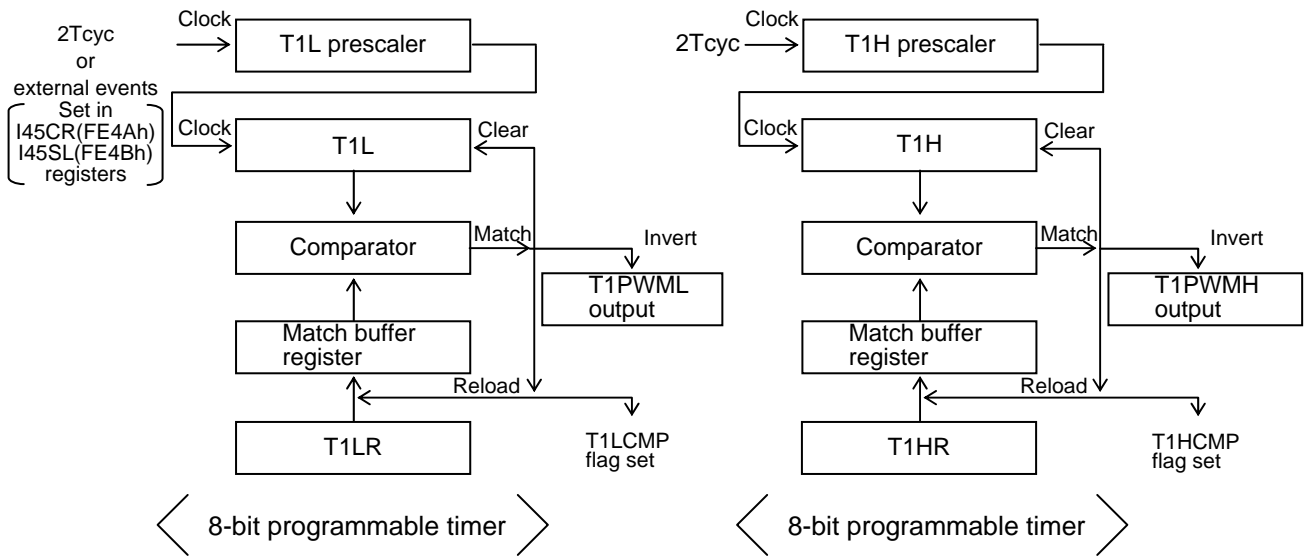 Clock
2Tcyc
or
external events
Set in
I45CR(FE4Ah)
I45SL(FE4Bh)
registers
T1L prescaler
Clock
T1L
Clear
Comparator
Match
Invert
T1PWML
output
Match buffer
register
Reload
T1LR
T1LCMP
flag set
8-bit programmable timer
Clock
2Tcyc
T1H prescaler
Clock
T1H
Clear
Comparator
Match
Invert
T1PWMH
output
Match buffer
register
Reload
T1HR
T1HCMP
flag set
8-bit programmable timer